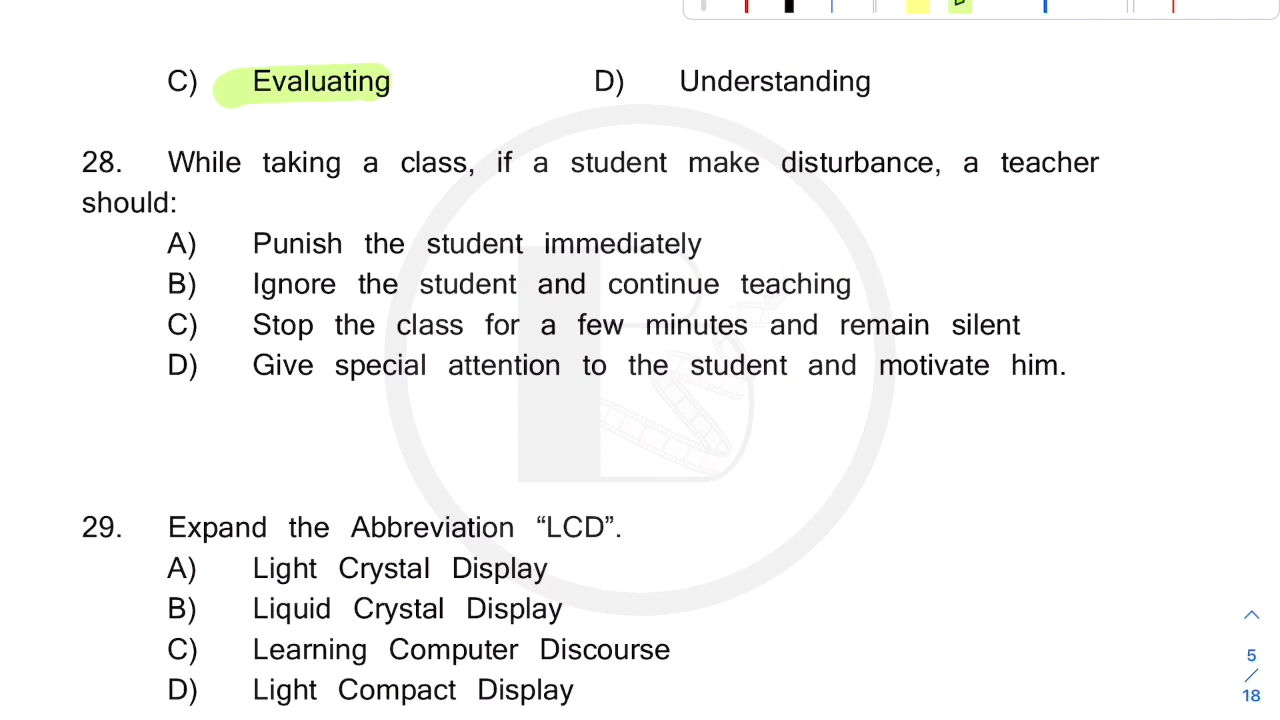 C) Evaluating D) Understanding
28. While taking a class, if a student make disturbance, a teacher
should:
A) Punish the student immediately
B) Ignore the student and continue teaching
C) Stop the class for a few minutes and remain silent
D) Give special attention to the student and motivate him.
29. Expand the Abbreviation “LCD”.
A) Light Crystal Display
B) Liquid Crystal Display
C) Learning Computer Discourse
D) Light Compact Display
5
/
18